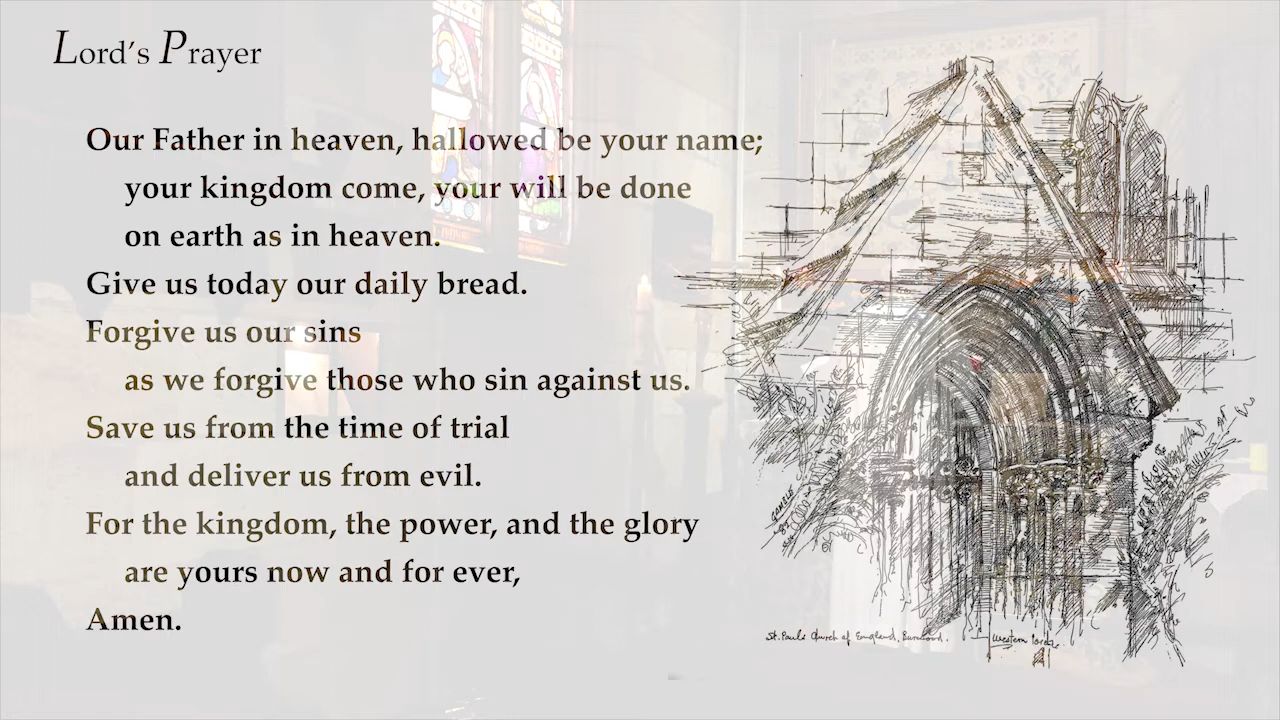 Lord’s Prayer
Our Father in heaven, hallowed be your name;
your kingdom come, your will be done
on earth as in heaven.
Give us today our daily bread.
Forgive us our sins
as we forgive those who sin against us.
Save us from the time of trial
and deliver us from evil.
For the kingdom, the power, and the glory
are yours now and for ever,
Amen.
St. Paul's Church of England, Burwood.
Western